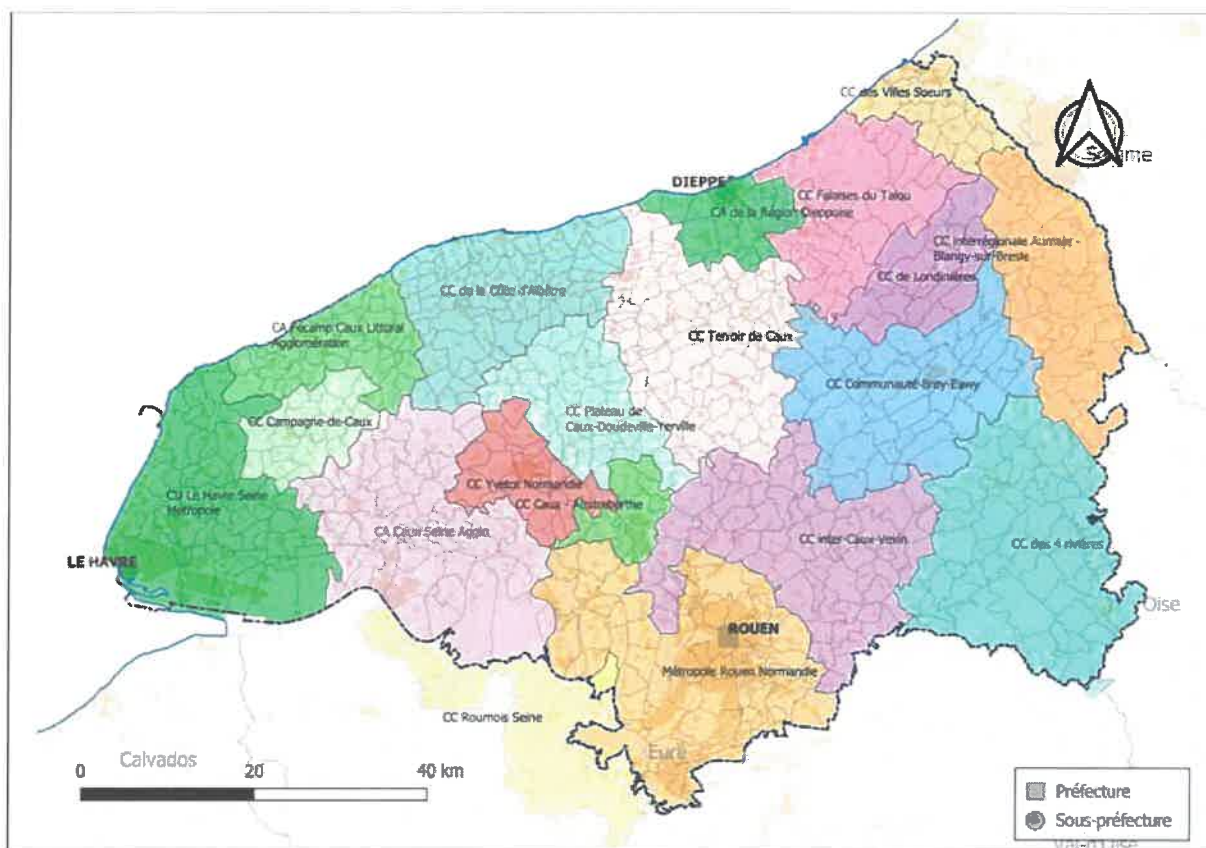 CC des Villes Soeurs
Somme
DIEPPE
CC Falaises du Talou
CA de la Région Dieppoise
CC interrégionale Aumale -
Blangy-sur-Bresle
CC de Londinières
CC de la Côte d'Albâtre
CA Fécamp Caux Littoral
Agglomération
CC Terroir de Caux
CC Communauté Bray-Eawy
CC Campagne-de-Caux
CC Plateau de
Caux-Doudeville-Yerville
CC Yvetot Normandie
CU Le Havre Seine
Métropole
CC Caux - Austreberthe
CA Caux Seine Agglo
CC inter-Caux-Vexin
CC des 4 rivières
LE HAVRE
Oise
ROUEN
Métropole Rouen Normandie
CC Roumois Seine
Eure
Calvados
0 20 40 km
Préfecture
Sous-préfecture
Val-d'Oise